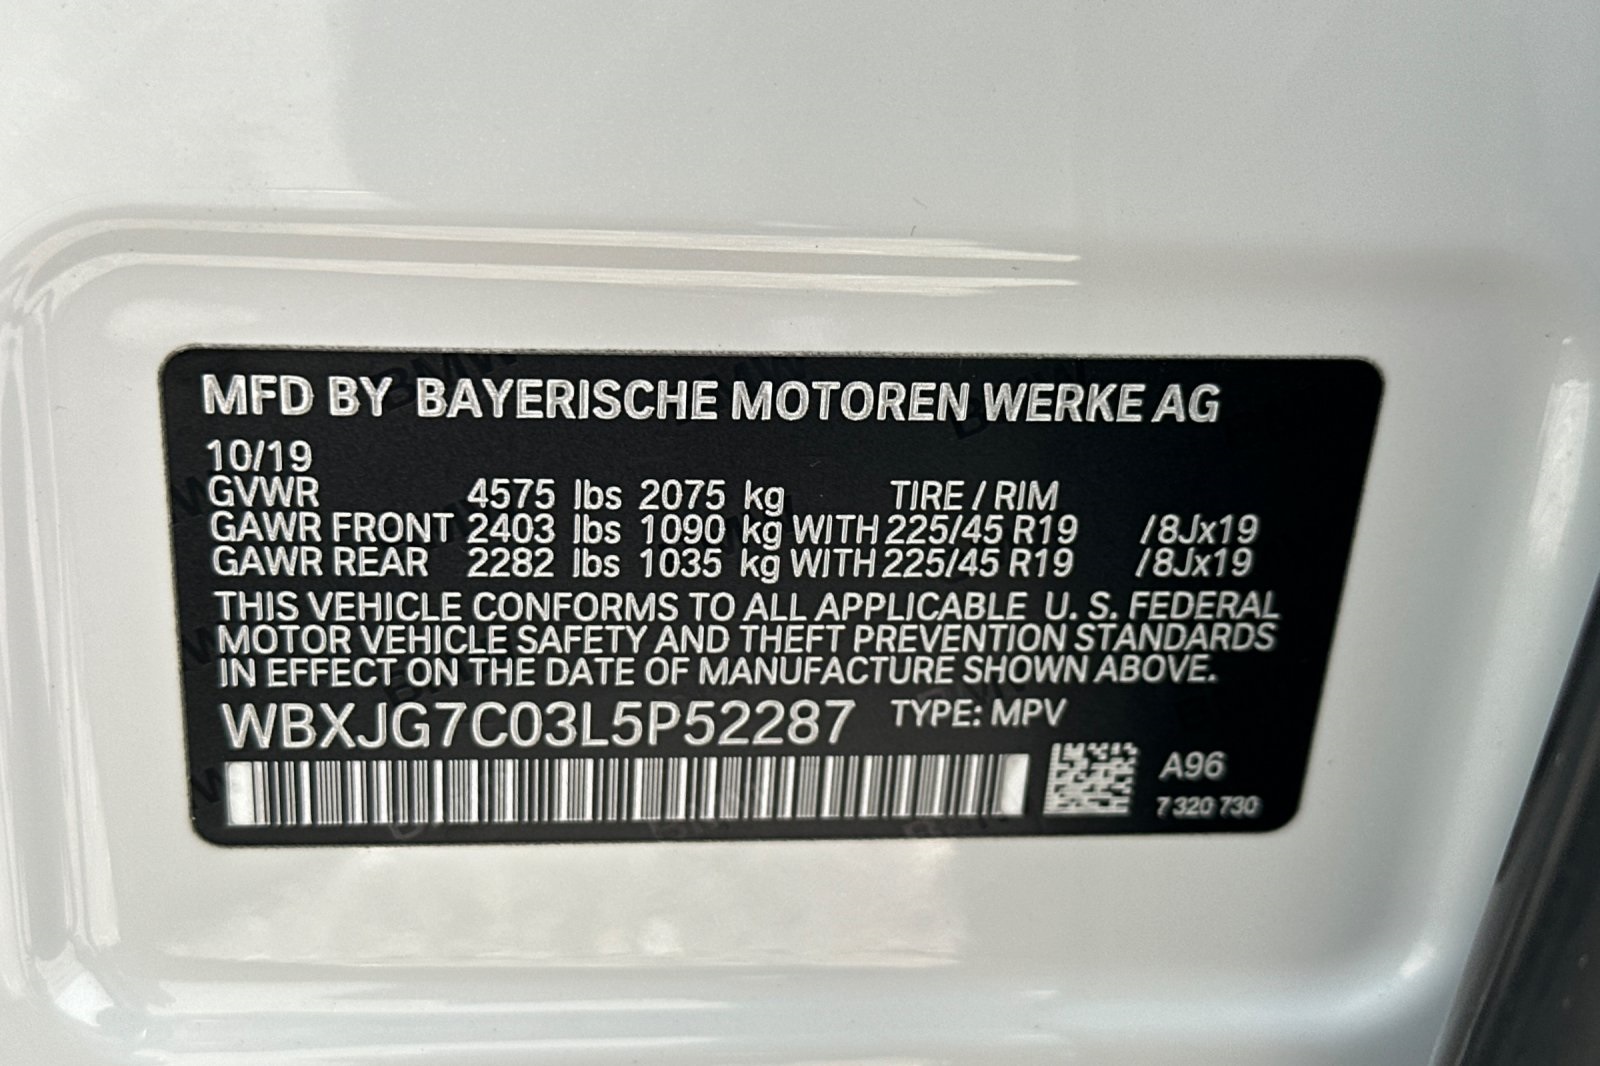 MFD BY BAYERISCHE MOTOREN WERKE AG
10/19
GVWR 4575 lbs 2075 kg TIRE / RIM
GAWR FRONT 2403 lbs 1090 kg WITH 225/45 R19 /8Jx19
GAWR REAR 2282 lbs 1035 kg WITH 225/45 R19 /8Jx19
THIS VEHICLE CONFORMS TO ALL APPLICABLE U. S. FEDERAL
MOTOR VEHICLE SAFETY AND THEFT PREVENTION STANDARDS
IN EFFECT ON THE DATE OF MANUFACTURE SHOWN ABOVE.
WBXJG7C03L5P52287 TYPE: MPV
A96
7 320 730